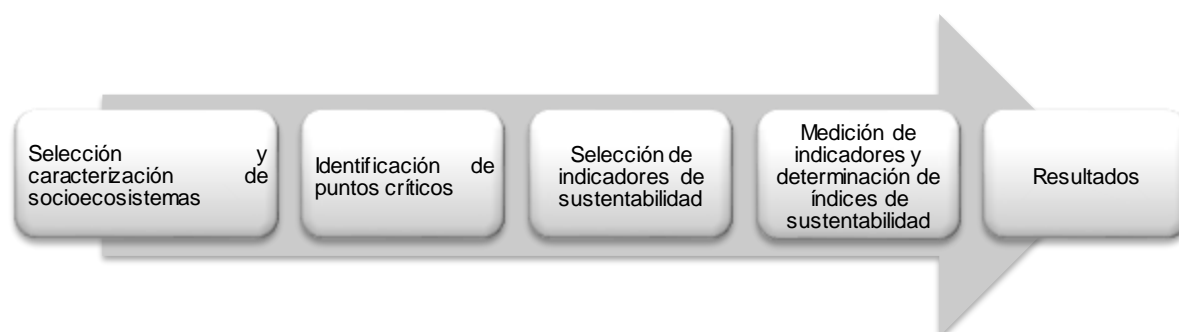 Selección y
caracterización de
socioecosistemas
Identificación de
puntos críticos
Selección de
indicadores de
sustentabilidad
Medición de
indicadores y
determinación de
índices de
sustentabilidad
Resultados